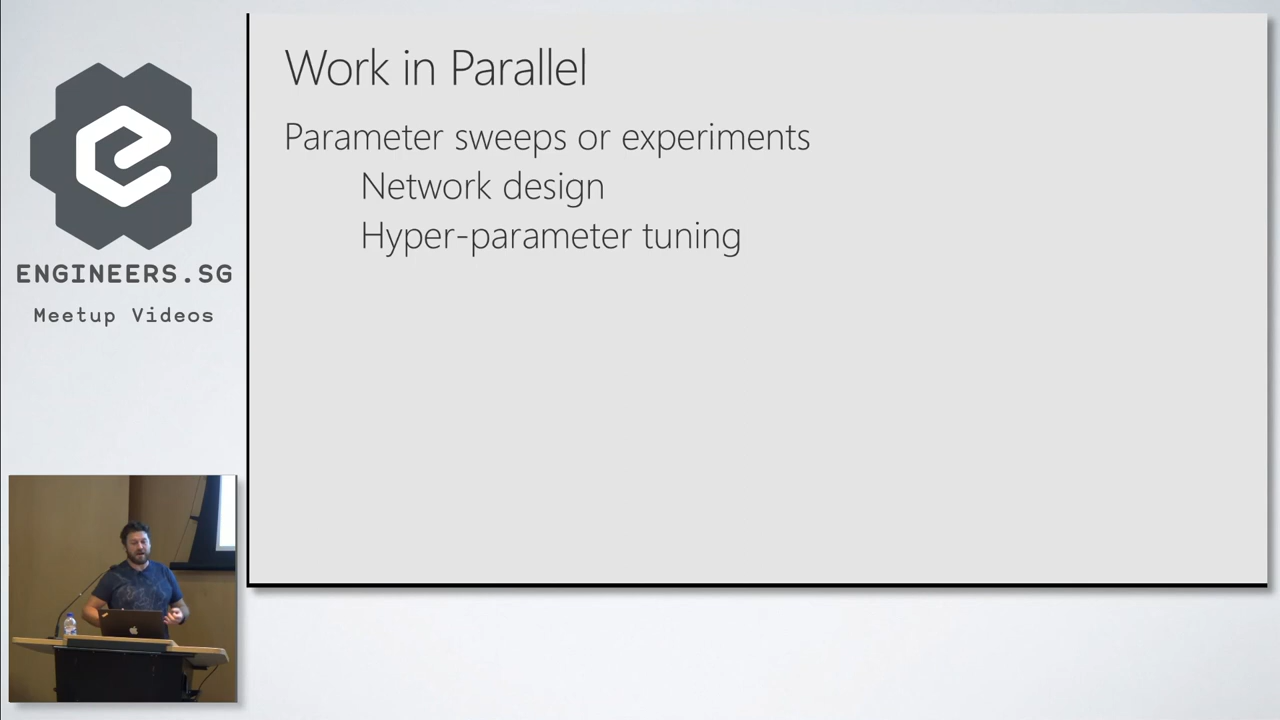 Work in Parallel
Parameter sweeps or experiments
Network design
Hyper-parameter tuning
ENGINEERS.SG
Meetup Videos